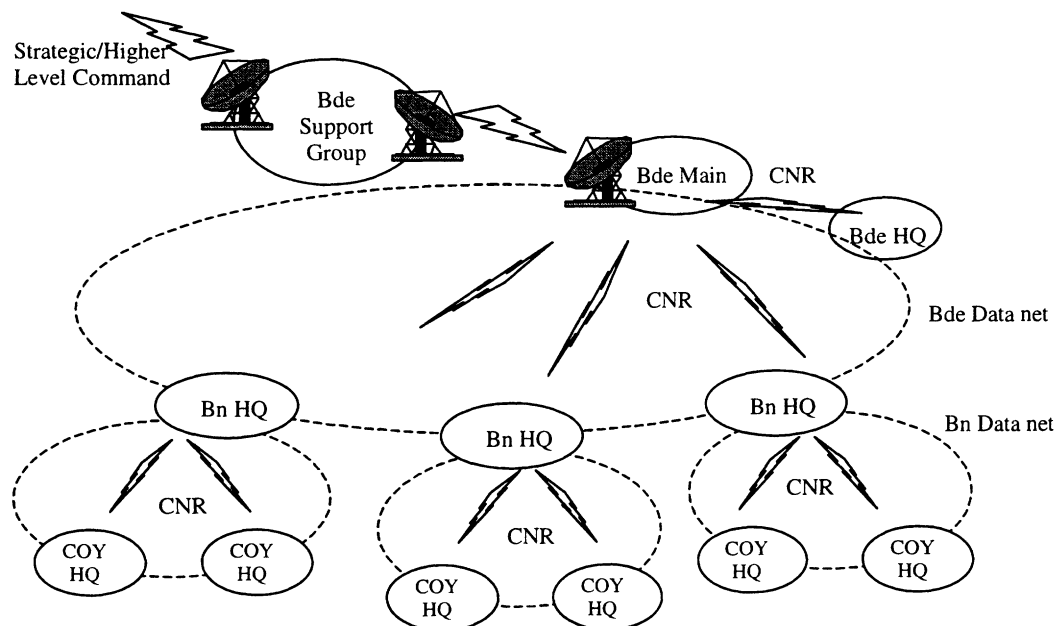 Strategic/Higher
Level Command
Bde
Support
Group
Bde Main
CNR
Bde HQ
CNR
Bde Data net
Bn HQ
Bn HQ
Bn HQ
Bn Data net
CNR
CNR
CNR
COY
HQ
COY
HQ
COY
HQ
COY
HQ
COY
HQ
COY
HQ